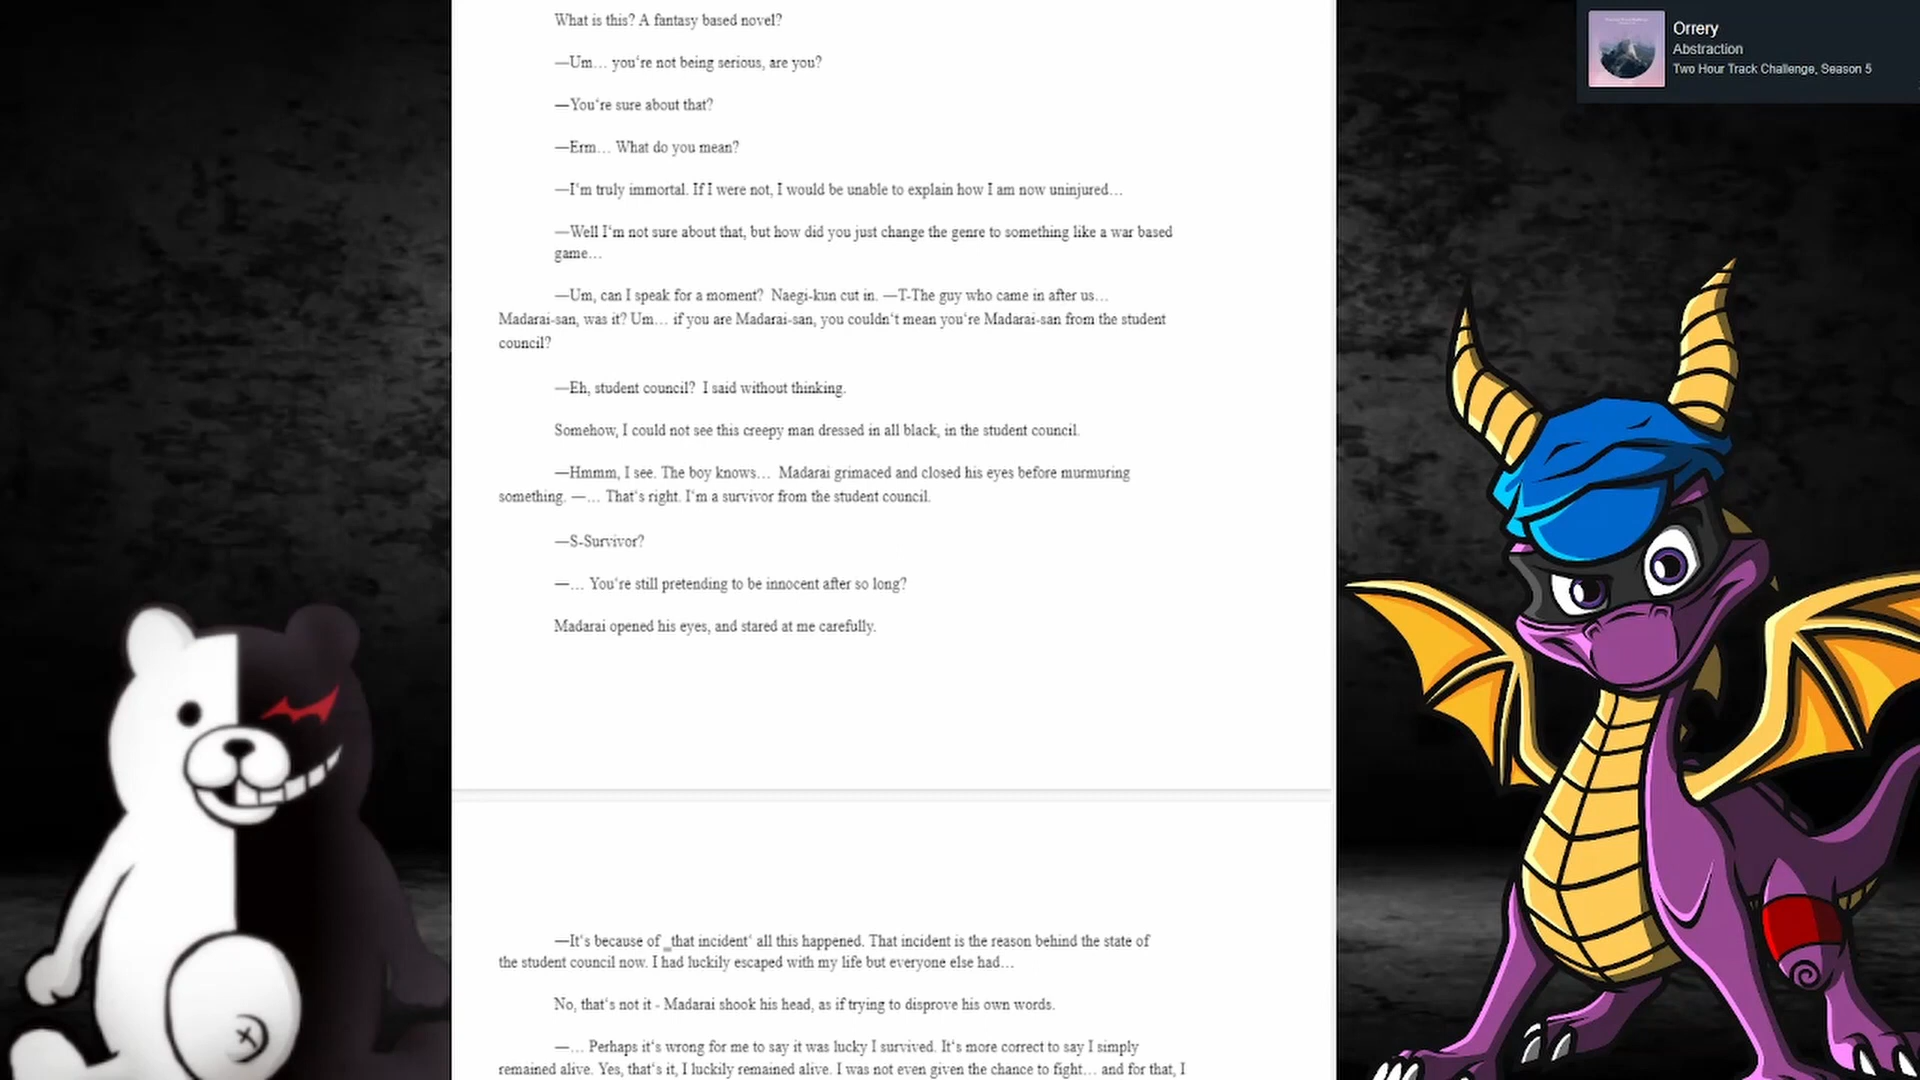 What is this? A fantasy based novel?
—Um… you‘re not being serious, are you?
—You‘re sure about that?
—Erm… What do you mean?
—I‘m truly immortal. If I were not, I would be unable to explain how I am now uninjured…
—Well I‘m not sure about that, but how did you just change the genre to something like a war based
game…
—Um, can I speak for a moment?  Naegi-kun cut in. —T-The guy who came in after us…
Madarai-san, was it? Um… if you are Madarai-san, you couldn‘t mean you‘re Madarai-san from the student
council?
—Eh, student council?  I said without thinking.
Somehow, I could not see this creepy man dressed in all black, in the student council.
—Hmmm, I see. The boy knows…  Madarai grimaced and closed his eyes before murmuring
something. —… That‘s right. I‘m a survivor from the student council.
—S-Survivor?
—… You‘re still pretending to be innocent after so long?
Madarai opened his eyes, and stared at me carefully.
—It‘s because of ‗that incident‘ all this happened. That incident is the reason behind the state of
the student council now. I had luckily escaped with my life but everyone else had…
No, that‘s not it - Madarai shook his head, as if trying to disprove his own words.
—… Perhaps it‘s wrong for me to say it was lucky I survived. It‘s more correct to say I simply
remained alive. Yes, that‘s it, I luckily remained alive. I was not even given the chance to fight… and for that, I
Orrery
Abstraction
Two Hour Track Challenge, Season 5